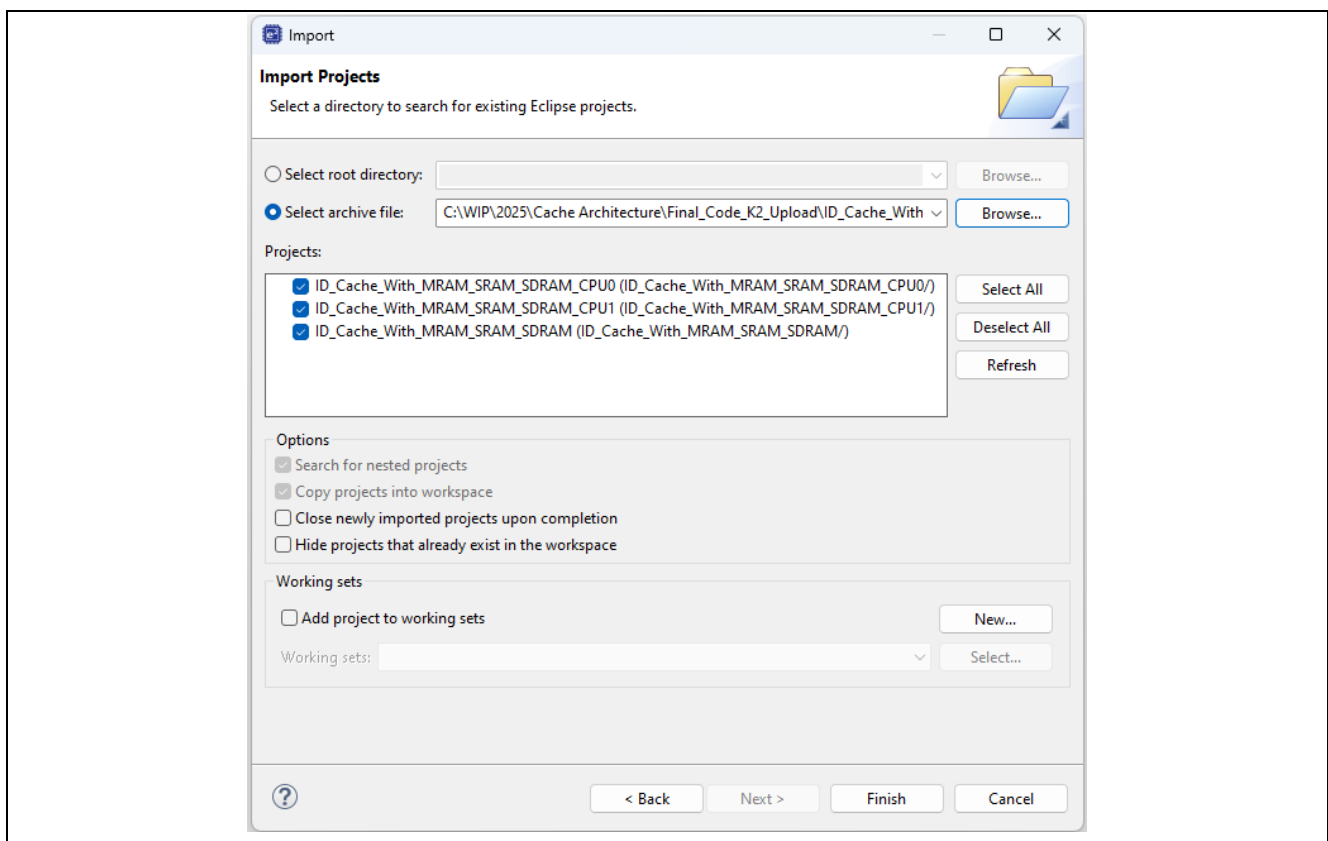 Import
Import Projects
Select a directory to search for existing Eclipse projects.
Select root directory:
Browse...
Select archive file:
C:\WIP\2025\Cache Architecture\Final_Code_K2_Upload\ID_Cache_With
Browse...
Projects:
ID_Cache_With_MRAM_SRAM_SDRAM_CPU0 (ID_Cache_With_MRAM_SRAM_SDRAM_CPU0/)
ID_Cache_With_MRAM_SRAM_SDRAM_CPU1 (ID_Cache_With_MRAM_SRAM_SDRAM_CPU1/)
ID_Cache_With_MRAM_SRAM_SDRAM (ID_Cache_With_MRAM_SRAM_SDRAM/)
Select All
Deselect All
Refresh
Options
Search for nested projects
Copy projects into workspace
Close newly imported projects upon completion
Hide projects that already exist in the workspace
Working sets
Add project to working sets
New...
Working sets:
Select...
?
< Back
Next >
Finish
Cancel